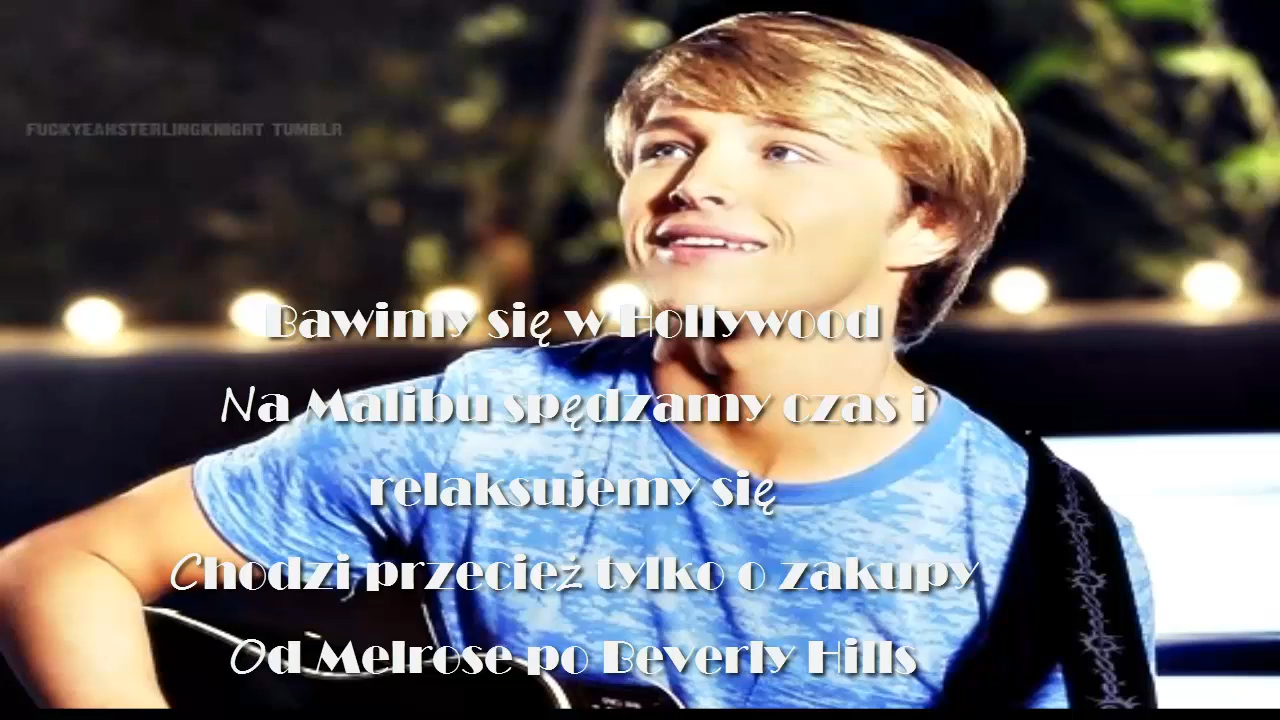 FUCKYEAHSTERLINGKNIGHT TUMBLR
Bawimy się w Hollywood
Na Malibu spędzamy czas i
relaksujemy się
Chodzi przecież tylko o zakupy
Od Melrose po Beverly Hills